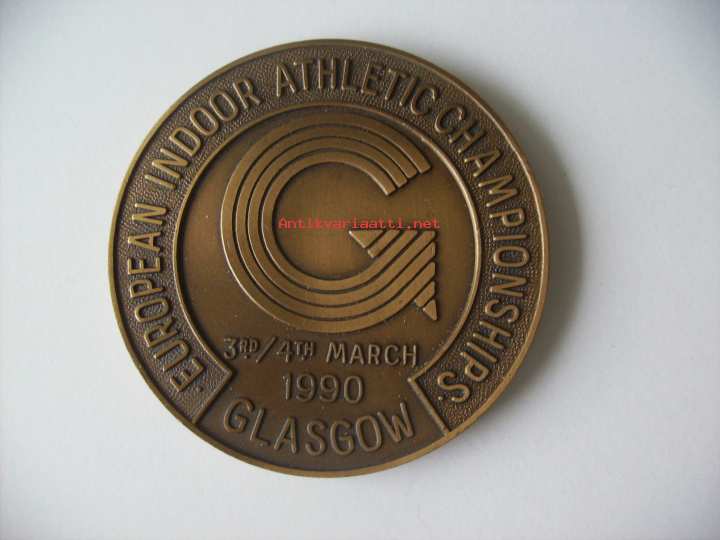 EUROPEAN INDOOR ATHLETIC CHAMPIONSHIPS
Antikvariaatti.net
3RD/4TH MARCH
1990
GLASGOW